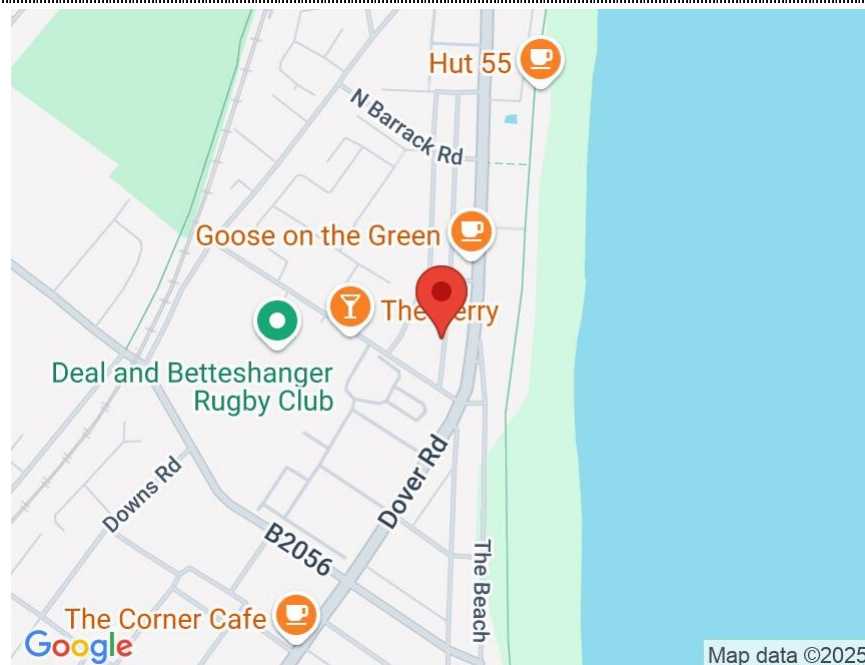 Hut 55
N Barrack Rd
Goose on the Green
The
erry
Deal and Betteshanger
Rugby Club
Downs Rd
Dover Rd
B2056
The Beach
The Corner Cafe
Google
Map data ©2025